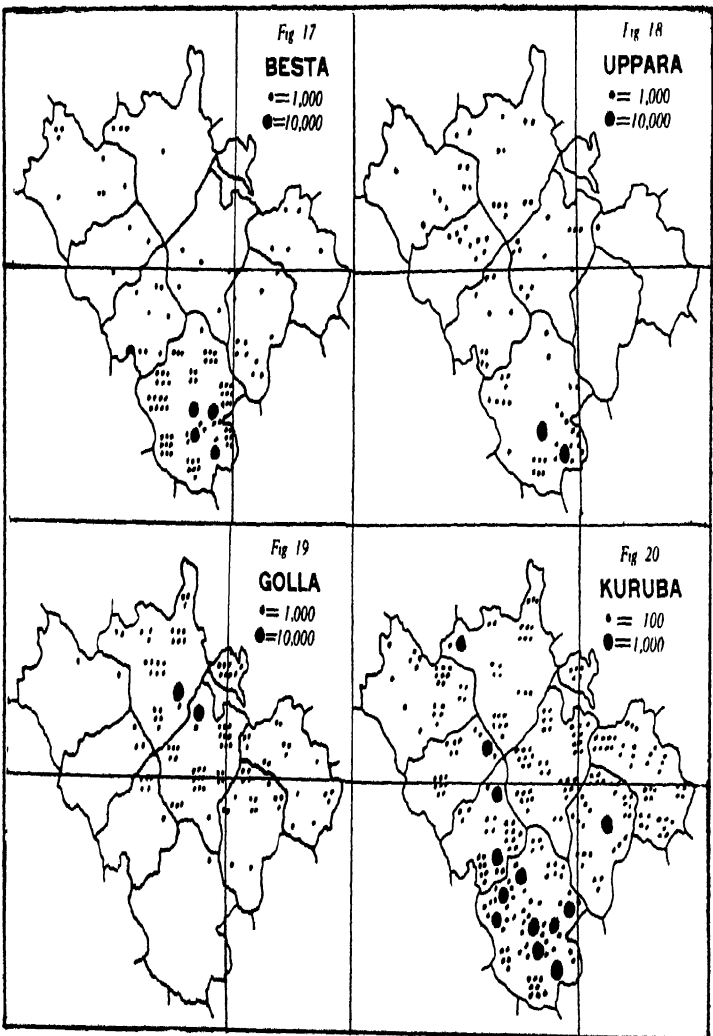 Fig 17
BESTA
•=1,000
●=10,000
Fig 18
UPPARA
•= 1,000
●=10,000
Fig 19
GOLLA
•= 1,000
●=10,000
Fig 20
KURUBA
•= 100
●=1,000